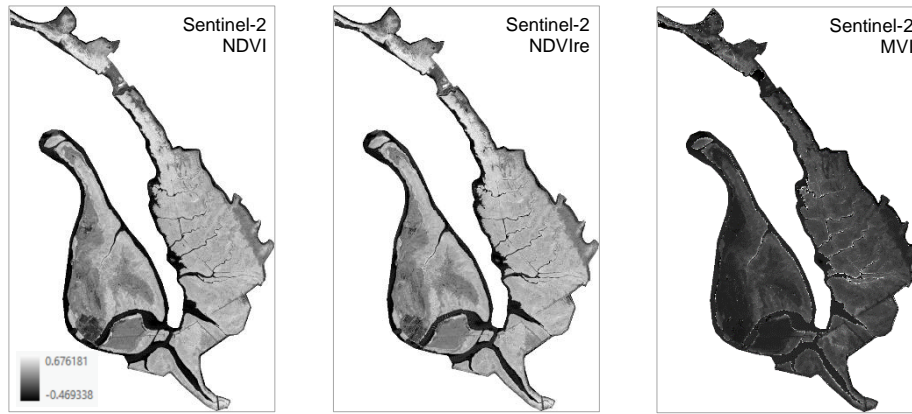 Sentinel-2
NDVI
Sentinel-2
NDVIre
Sentinel-2
MVI
0.676181
-0.469338